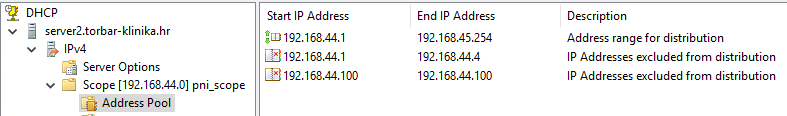 DHCP
server2.torbar-klinika.hr
IPv4
Server Options
Scope [192.168.44.0] pni_scope
Address Pool
Start IP Address End IP Address Description
192.168.44.1 192.168.45.254 Address range for distribution
192.168.44.1 192.168.44.4 IP Addresses excluded from distribution
192.168.44.100 192.168.44.100 IP Addresses excluded from distribution